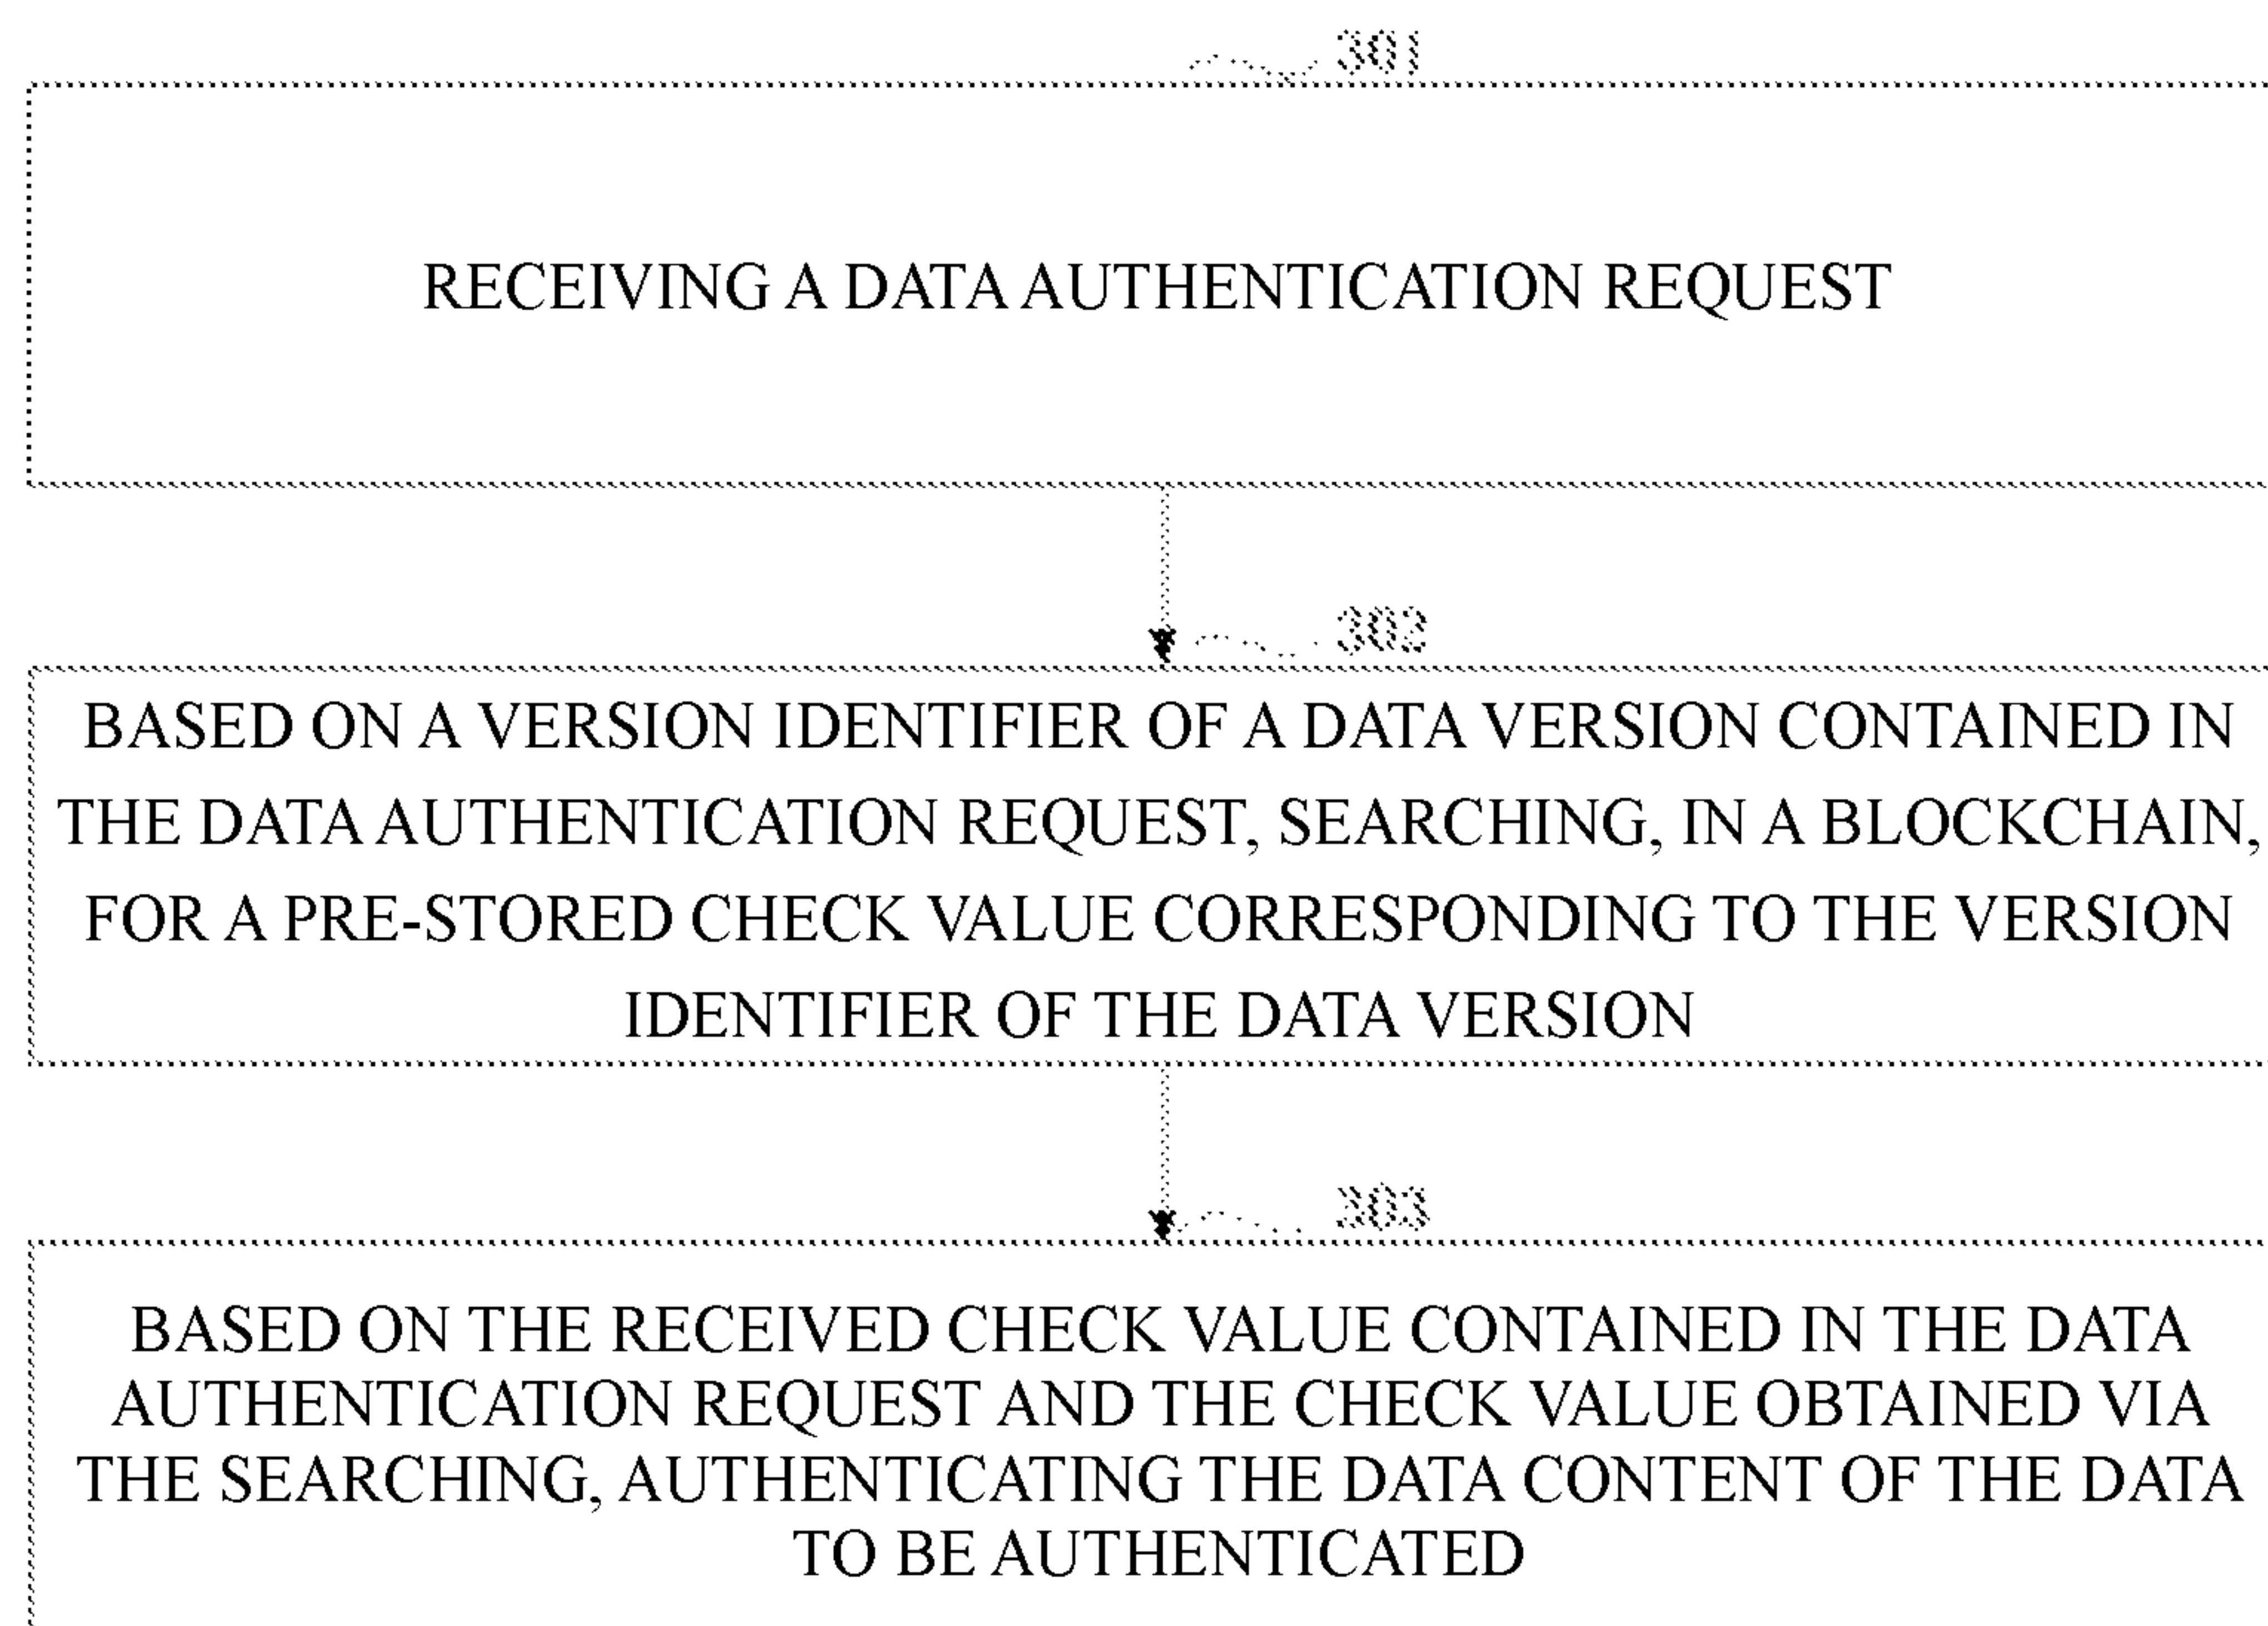 301
RECEIVING A DATA AUTHENTICATION REQUEST
302
BASED ON A VERSION IDENTIFIER OF A DATA VERSION CONTAINED IN
THE DATA AUTHENTICATION REQUEST, SEARCHING, IN A BLOCKCHAIN,
FOR A PRE-STORED CHECK VALUE CORRESPONDING TO THE VERSION
IDENTIFIER OF THE DATA VERSION
303
BASED ON THE RECEIVED CHECK VALUE CONTAINED IN THE DATA
AUTHENTICATION REQUEST AND THE CHECK VALUE OBTAINED VIA
THE SEARCHING, AUTHENTICATING THE DATA CONTENT OF THE DATA
TO BE AUTHENTICATED